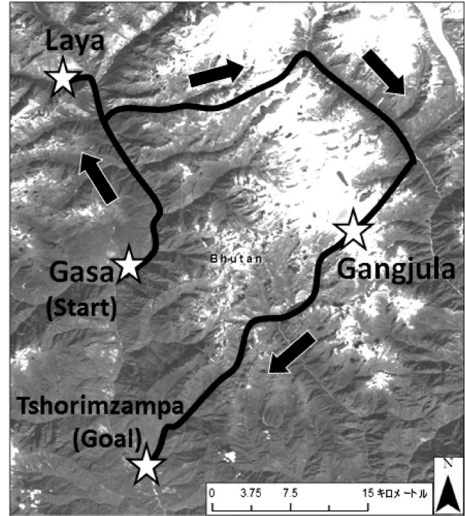 Laya
Gasa
(Start)
Bhutan
Gangjula
Tshorimzampa
(Goal)
N
0 3.75 7.5 15 キロメートル